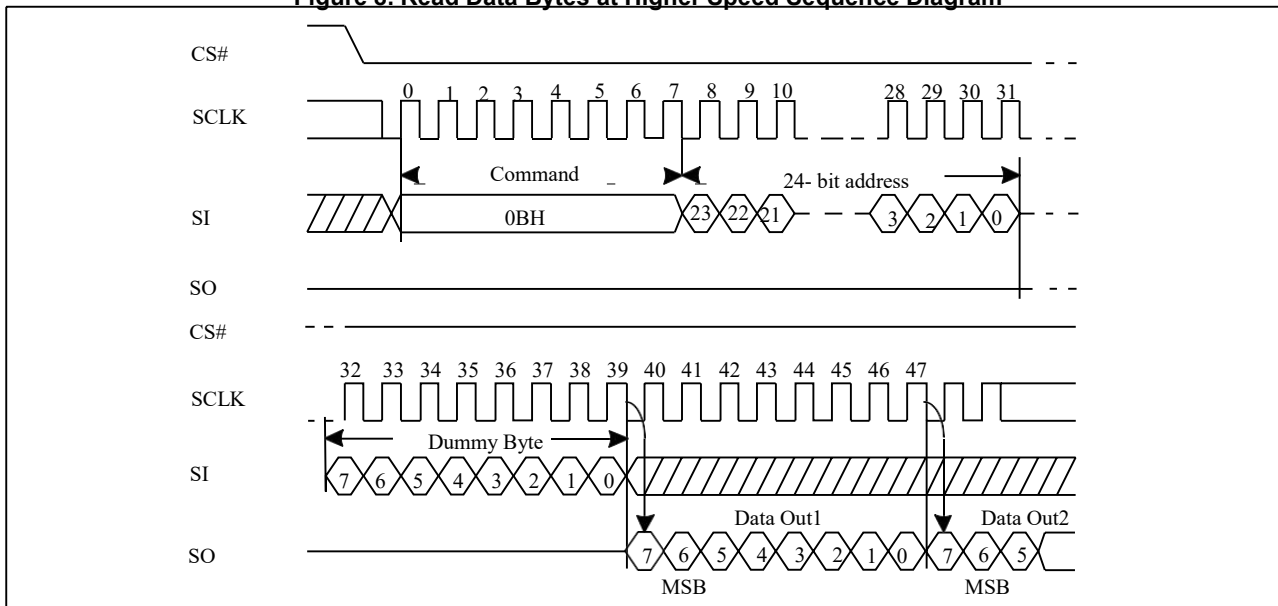 Figure 8. Read Data Bytes at Higher Speed Sequence Diagram
CS#
0 1 2 3 4 5 6 7 8 9 10 28 29 30 31
SCLK
Command
24- bit address
SI
0BH
23 22 21 3 2 1 0
SO
CS#
32 33 34 35 36 37 38 39 40 41 42 43 44 45 46 47
SCLK
Dummy Byte
SI
7 6 5 4 3 2 1 0
Data Out1 Data Out2
SO
7 6 5 4 3 2 1 0 7 6 5
MSB MSB